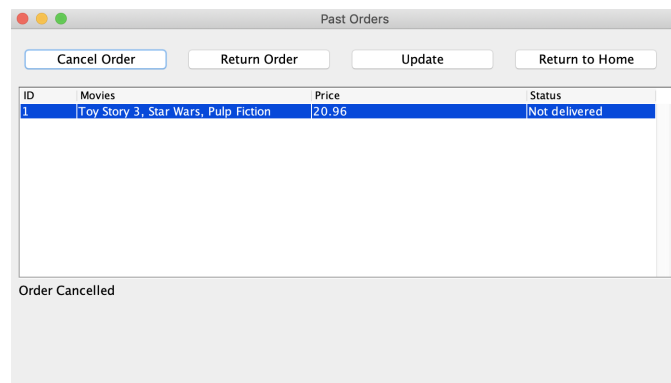 Past Orders
Cancel Order Return Order Update Return to Home
ID Movies Price Status
1 Toy Story 3, Star Wars, Pulp Fiction 20.96 Not delivered
Order Cancelled